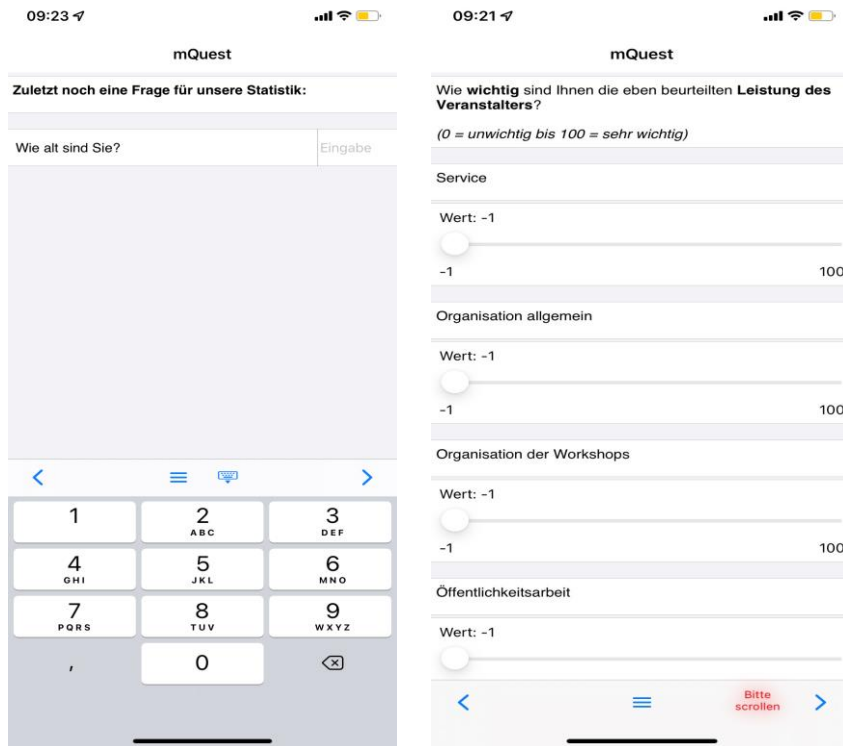 09:23
mQuest
Zuletzt noch eine Frage für unsere Statistik:
Wie alt sind Sie?
Eingabe
1
2
ABC
3
DEF
4
GHI
5
JKL
6
MNO
7
PQRS
8
TUV
9
WXYZ
,
0
09:21
mQuest
Wie wichtig sind Ihnen die eben beurteilten Leistung des
Veranstalters?
(0 = unwichtig bis 100 = sehr wichtig)
Service
Wert: -1
-1
100
Organisation allgemein
Wert: -1
-1
100
Organisation der Workshops
Wert: -1
-1
100
Öffentlichkeitsarbeit
Wert: -1
Bitte
scrollen